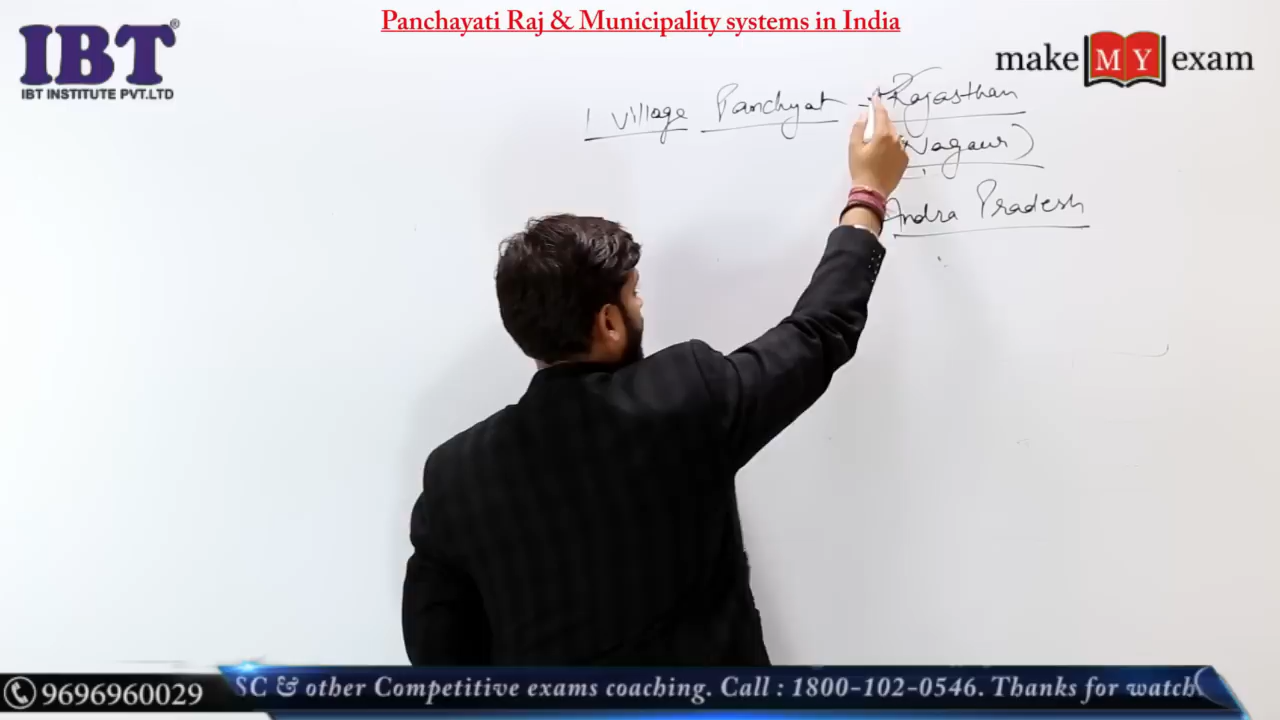 Panchayati Raj & Municipality systems in India
IBT®
IBT INSTITUTE PVT.LTD
make MY exam
1 Village Panchyat - Rajasthan
(Nagaur)
Andra Pradesh
9696960029
SC & other Competitive exams coaching. Call : 1800-102-0546. Thanks for watch